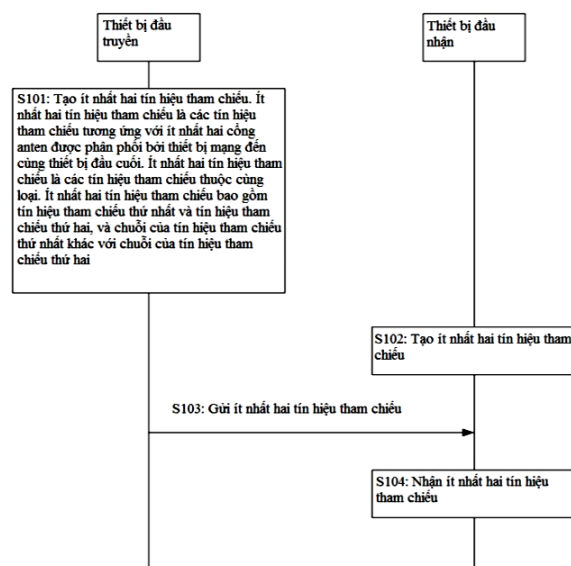 Thiết bị đầu
truyền
Thiết bị đầu
nhận
S101: Tạo ít nhất hai tín hiệu tham chiếu. Ít
nhất hai tín hiệu tham chiếu là các tín hiệu
tham chiếu tương ứng với ít nhất hai cổng
anten được phân phối bởi thiết bị mạng đến
cùng thiết bị đầu cuối. Ít nhất hai tín hiệu tham
chiếu là các tín hiệu tham chiếu thuộc cùng
loại. Ít nhất hai tín hiệu tham chiếu bao gồm
tín hiệu tham chiếu thứ nhất và tín hiệu tham
chiếu thứ hai, và chuỗi của tín hiệu tham chiếu
thứ nhất khác với chuỗi của tín hiệu tham
chiếu thứ hai
S102: Tạo ít nhất hai tín hiệu tham
chiếu
S103: Gửi ít nhất hai tín hiệu tham chiếu
S104: Nhận ít nhất hai tín hiệu
tham chiếu